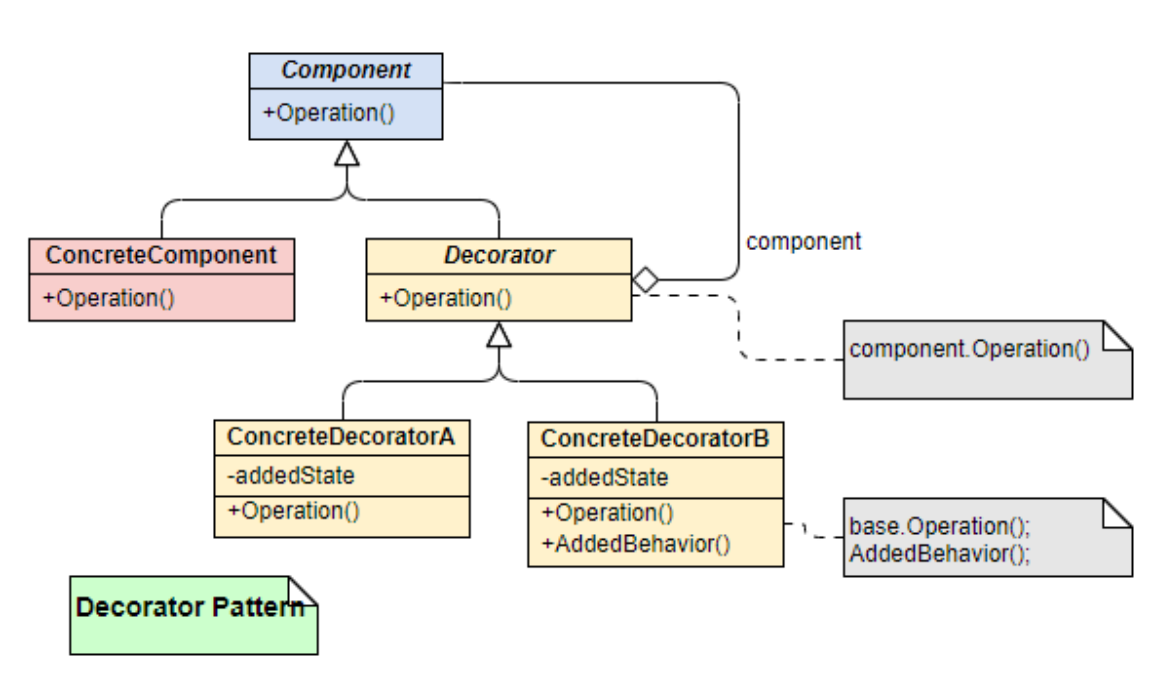 Component
+Operation()
component
ConcreteComponent
+Operation()
Decorator
+Operation()
component.Operation()
ConcreteDecoratorA
-addedState
+Operation()
ConcreteDecoratorB
-addedState
+Operation()
+AddedBehavior()
base.Operation();
AddedBehavior();
Decorator Pattern